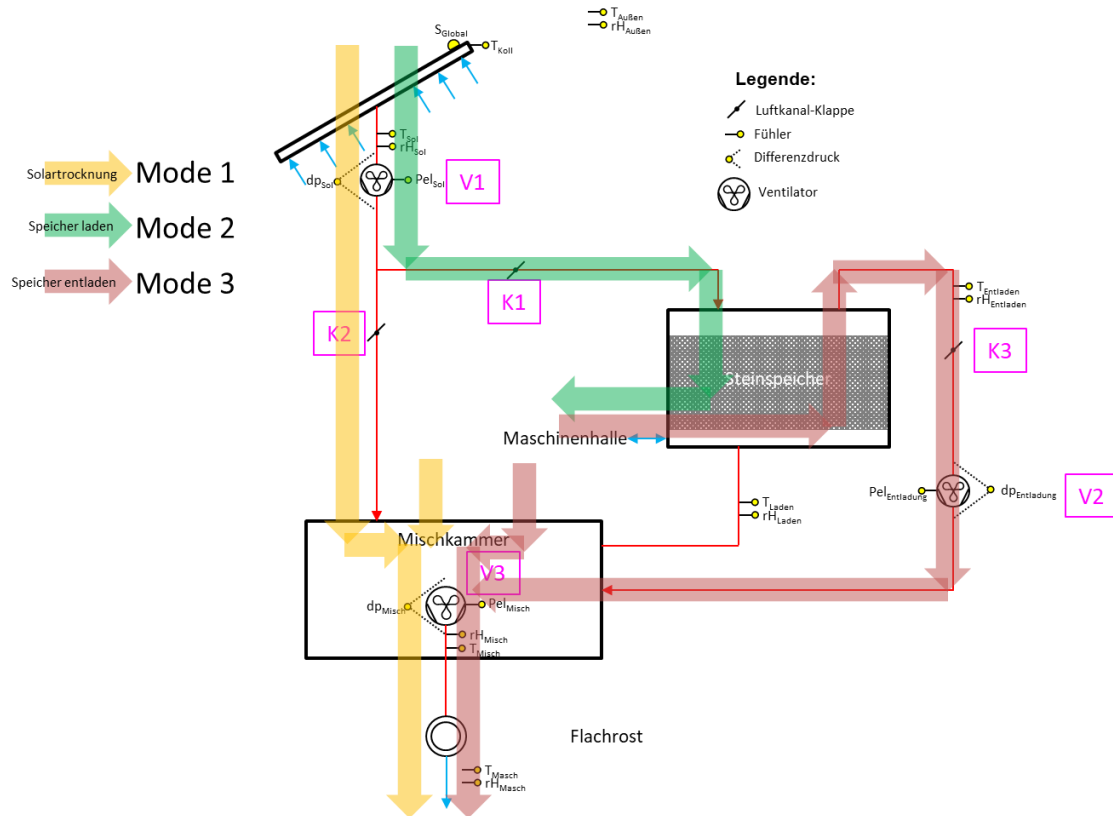 T_Außen
rH_Außen
S_Global
T_Koll
Legende:
Luftkanal-Klappe
Fühler
Differenzdruck
Ventilator
T_Sol
rH_Sol
dp_Sol
Pel_Sol
V1
Solartrocknung
Mode 1
Speicher laden
Mode 2
Speicher entladen
Mode 3
K1
K2
T_Entladen
rH_Entladen
K3
Steinspeicher
Maschinenhalle
Pel_Entladung
dp_Entladung
V2
T_Laden
rH_Laden
Mischkammer
V3
dp_Misch
Pel_Misch
rH_Misch
T_Misch
Flachrost
T_Masch
rH_Masch